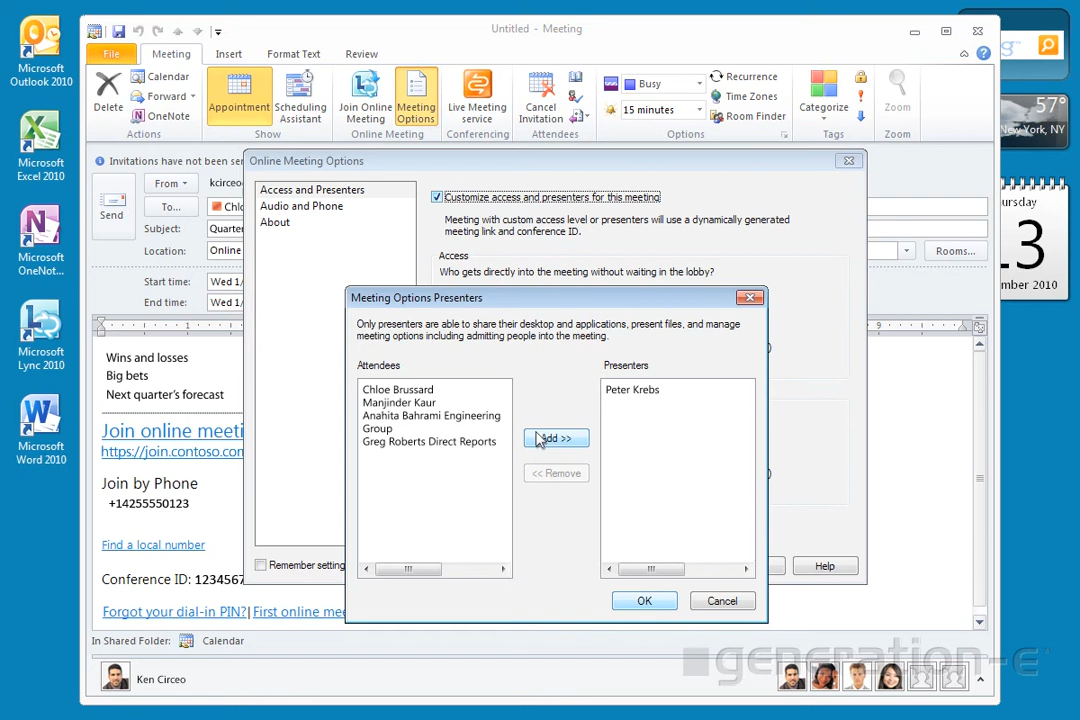 Untitled - Meeting
File
Meeting
Insert
Format Text
Review
Delete
Calendar
Forward
OneNote
Actions
Appointment
Scheduling Assistant
Show
Join Online Meeting
Meeting Options
Online Meeting
Live Meeting service
Conferencing
Cancel Invitation
Attendees
Busy
15 minutes
Recurrence
Time Zones
Room Finder
Options
Categorize
Tags
Zoom
Zoom
Microsoft Outlook 2010
Microsoft Excel 2010
Microsoft OneNot...
Microsoft Lync 2010
Microsoft Word 2010
57°
New York, NY
ursday
13
mber 2010
Invitations have not been sen
From
kcirceo
Send
To...
Chlo
Subject:
Quarter
Location:
Online
Rooms...
Start time:
Wed 1/
End time:
Wed 1/
Online Meeting Options
Access and Presenters
Audio and Phone
About
Customize access and presenters for this meeting
Meeting with custom access level or presenters will use a dynamically generated
meeting link and conference ID.
Access
Who gets directly into the meeting without waiting in the lobby?
Remember setting
Help
Meeting Options Presenters
Only presenters are able to share their desktop and applications, present files, and manage
meeting options including admitting people into the meeting.
Attendees
Presenters
Chloe Brussard
Manjinder Kaur
Anahita Bahrami Engineering
Group
Greg Roberts Direct Reports
Peter Krebs
Add >>
<< Remove
OK
Cancel
1
9
Wins and losses
Big bets
Next quarter's forecast
Join online meeti
https://join.contoso.com
Join by Phone
+14255550123
Find a local number
Conference ID: 1234567
Forgot your dial-in PIN?| First online mee
In Shared Folder:
Calendar
Ken Circeo
generation-e